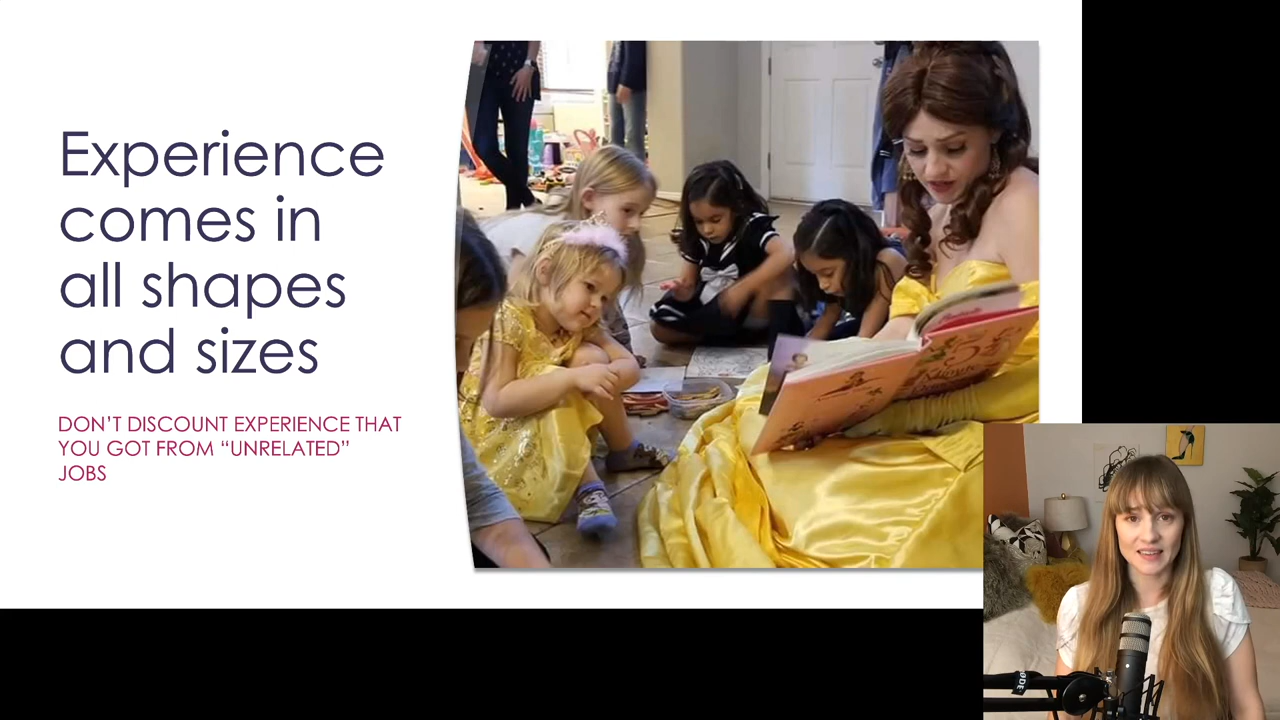 Experience
comes in
all shapes
and sizes
DON'T DISCOUNT EXPERIENCE THAT
YOU GOT FROM “UNRELATED”
JOBS